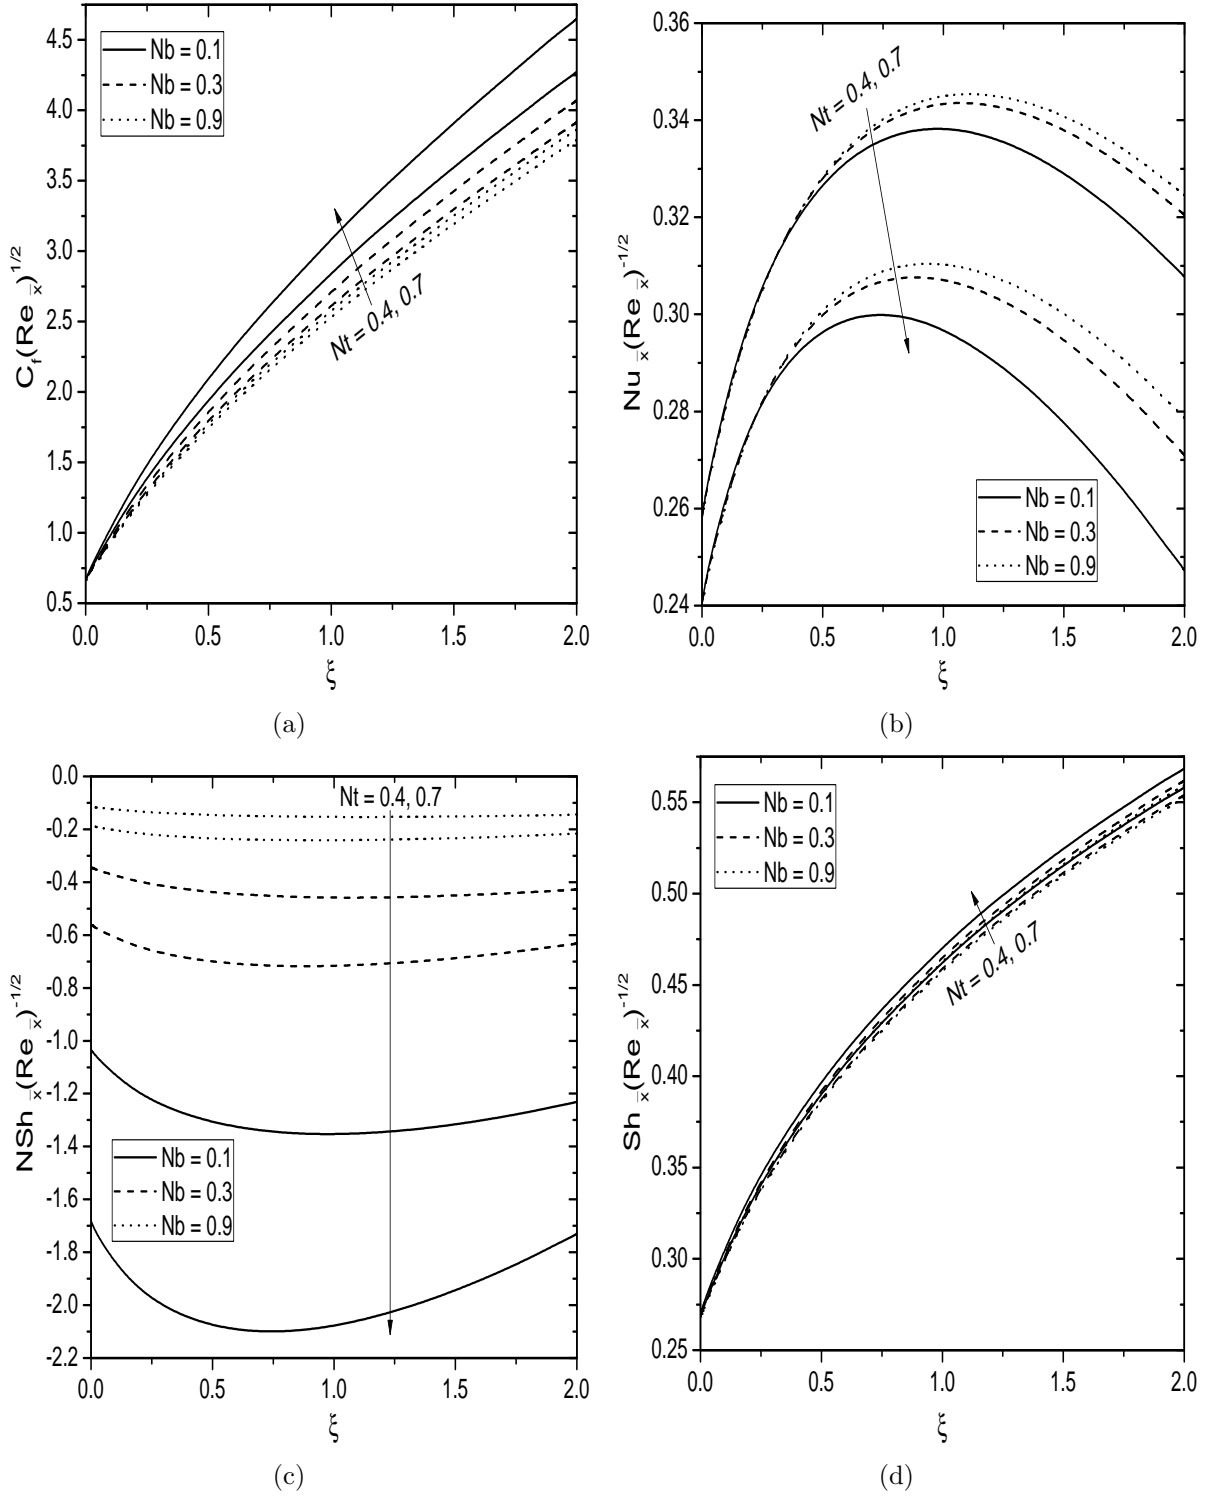 4.5
4.0
3.5
3.0
2.5
2.0
1.5
1.0
0.5
C_f(Re_x̄)^1/2
Nb = 0.1
Nb = 0.3
Nb = 0.9
Nt = 0.4, 0.7
0.0 0.5 1.0 1.5 2.0
ξ
(a)
0.36
0.34
0.32
0.30
0.28
0.26
0.24
Nu_x̄(Re_x̄)^-1/2
Nt = 0.4, 0.7
Nb = 0.1
Nb = 0.3
Nb = 0.9
0.0 0.5 1.0 1.5 2.0
ξ
(b)
0.0
-0.2
-0.4
-0.6
-0.8
-1.0
-1.2
-1.4
-1.6
-1.8
-2.0
-2.2
NSh_x̄(Re_x̄)^-1/2
Nt = 0.4, 0.7
Nb = 0.1
Nb = 0.3
Nb = 0.9
0.0 0.5 1.0 1.5 2.0
ξ
(c)
0.55
0.50
0.45
0.40
0.35
0.30
0.25
Sh_x̄(Re_x̄)^-1/2
Nb = 0.1
Nb = 0.3
Nb = 0.9
Nt = 0.4, 0.7
0.0 0.5 1.0 1.5 2.0
ξ
(d)